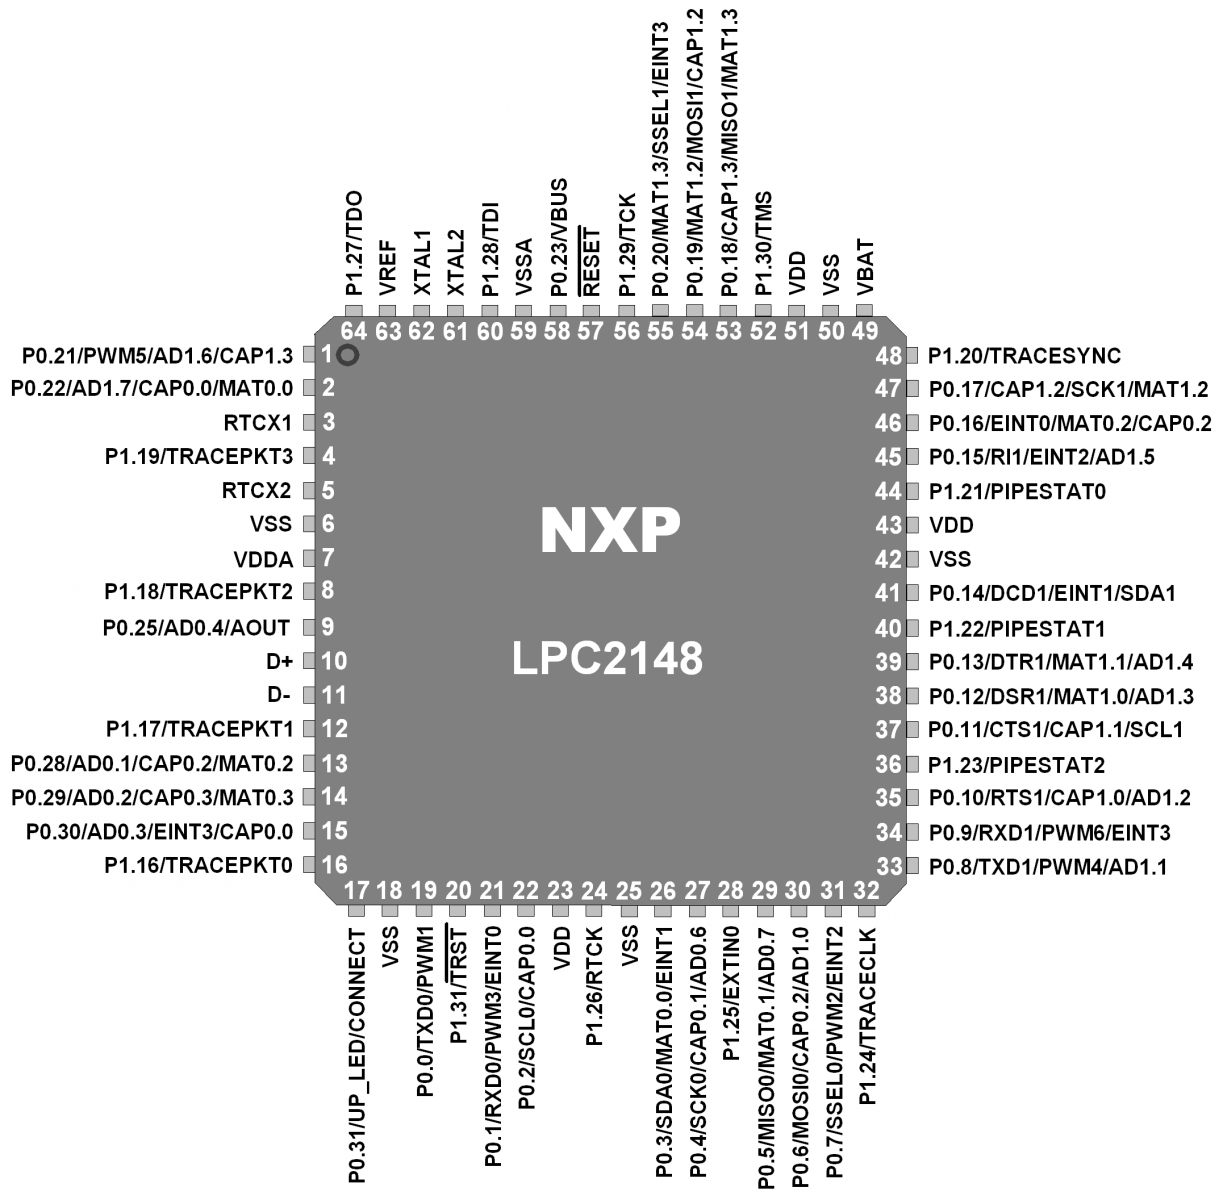 P1.27/TDO
VREF
XTAL1
XTAL2
P1.28/TDI
VSSA
P0.23/VBUS
RESET
P1.29/TCK
P0.20/MAT1.3/SSEL1/EINT3
P0.19/MAT1.2/MOSI1/CAP1.2
P0.18/CAP1.3/MISO1/MAT1.3
P1.30/TMS
VDD
VSS
VBAT
64 63 62 61 60 59 58 57 56 55 54 53 52 51 50 49
P0.21/PWM5/AD1.6/CAP1.3 1
P0.22/AD1.7/CAP0.0/MAT0.0 2
RTCX1 3
P1.19/TRACEPKT3 4
RTCX2 5
VSS 6
VDDA 7
P1.18/TRACEPKT2 8
P0.25/AD0.4/AOUT 9
D+ 10
D- 11
P1.17/TRACEPKT1 12
P0.28/AD0.1/CAP0.2/MAT0.2 13
P0.29/AD0.2/CAP0.3/MAT0.3 14
P0.30/AD0.3/EINT3/CAP0.0 15
P1.16/TRACEPKT0 16
NXP
LPC2148
48 P1.20/TRACESYNC
47 P0.17/CAP1.2/SCK1/MAT1.2
46 P0.16/EINT0/MAT0.2/CAP0.2
45 P0.15/RI1/EINT2/AD1.5
44 P1.21/PIPESTAT0
43 VDD
42 VSS
41 P0.14/DCD1/EINT1/SDA1
40 P1.22/PIPESTAT1
39 P0.13/DTR1/MAT1.1/AD1.4
38 P0.12/DSR1/MAT1.0/AD1.3
37 P0.11/CTS1/CAP1.1/SCL1
36 P1.23/PIPESTAT2
35 P0.10/RTS1/CAP1.0/AD1.2
34 P0.9/RXD1/PWM6/EINT3
33 P0.8/TXD1/PWM4/AD1.1
17 18 19 20 21 22 23 24 25 26 27 28 29 30 31 32
P0.31/UP_LED/CONNECT
VSS
P0.0/TXD0/PWM1
P1.31/TRST
P0.1/RXD0/PWM3/EINT0
P0.2/SCL0/CAP0.0
VDD
P1.26/RTCK
VSS
P0.3/SDA0/MAT0.0/EINT1
P0.4/SCK0/CAP0.1/AD0.6
P1.25/EXTIN0
P0.5/MISO0/MAT0.1/AD0.7
P0.6/MOSI0/CAP0.2/AD1.0
P0.7/SSEL0/PWM2/EINT2
P1.24/TRACECLK